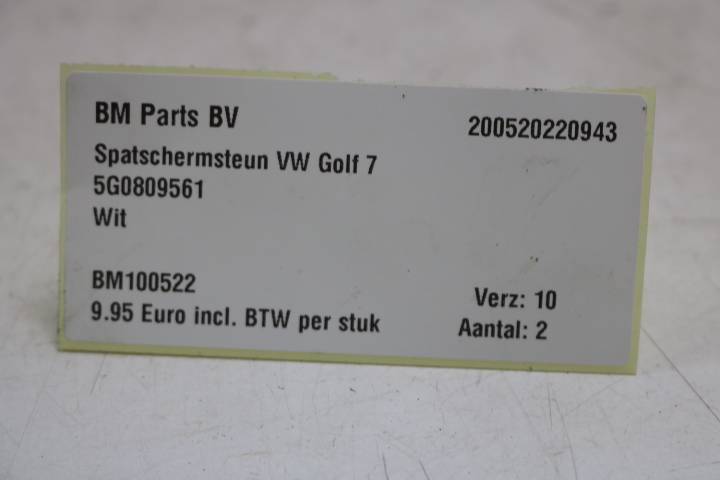 BM Parts BV 200520220943
Spatschermsteun VW Golf 7
5G0809561
Wit
BM100522 Verz: 10
9.95 Euro incl. BTW per stuk Aantal: 2